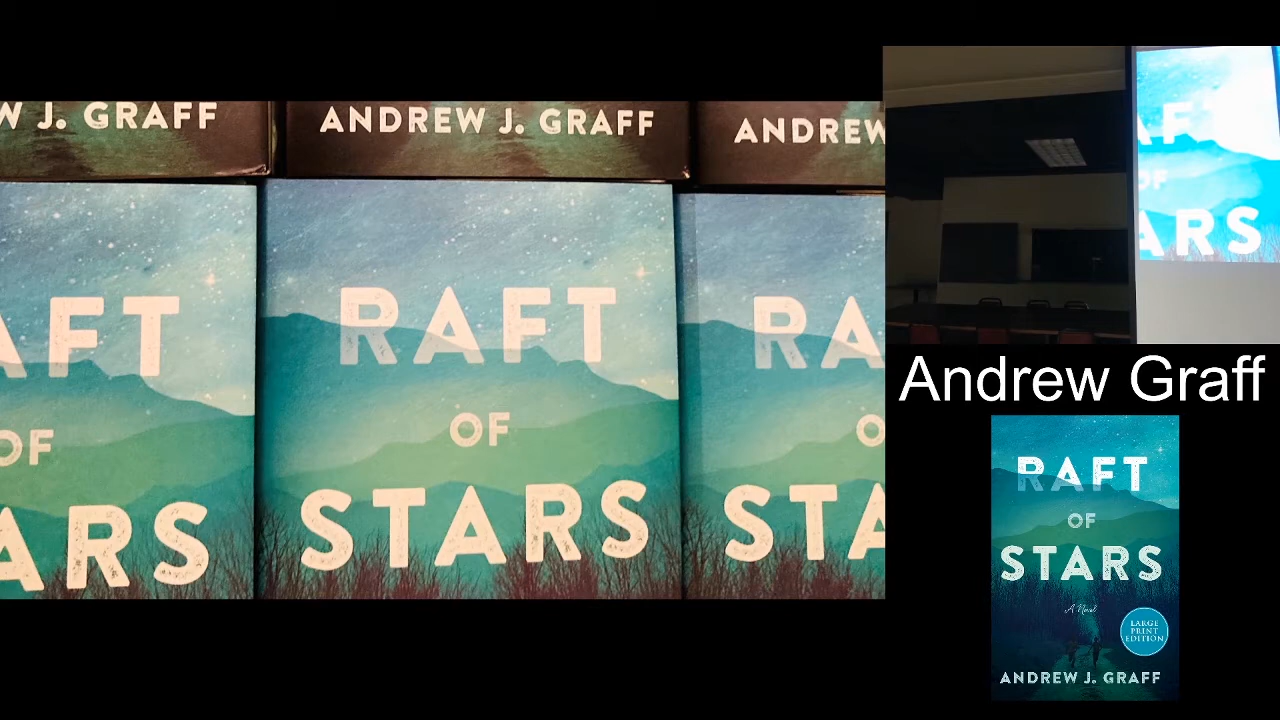 W J. GRAFF
ANDREW J. GRAFF
ANDREW
AFT
OF
ARS
RAFT
OF
STARS
RA
O
STA
AF
OF
ARS
Andrew Graff
RAFT
OF
STARS
A Novel
LARGE
PRINT
EDITION
ANDREW J. GRAFF